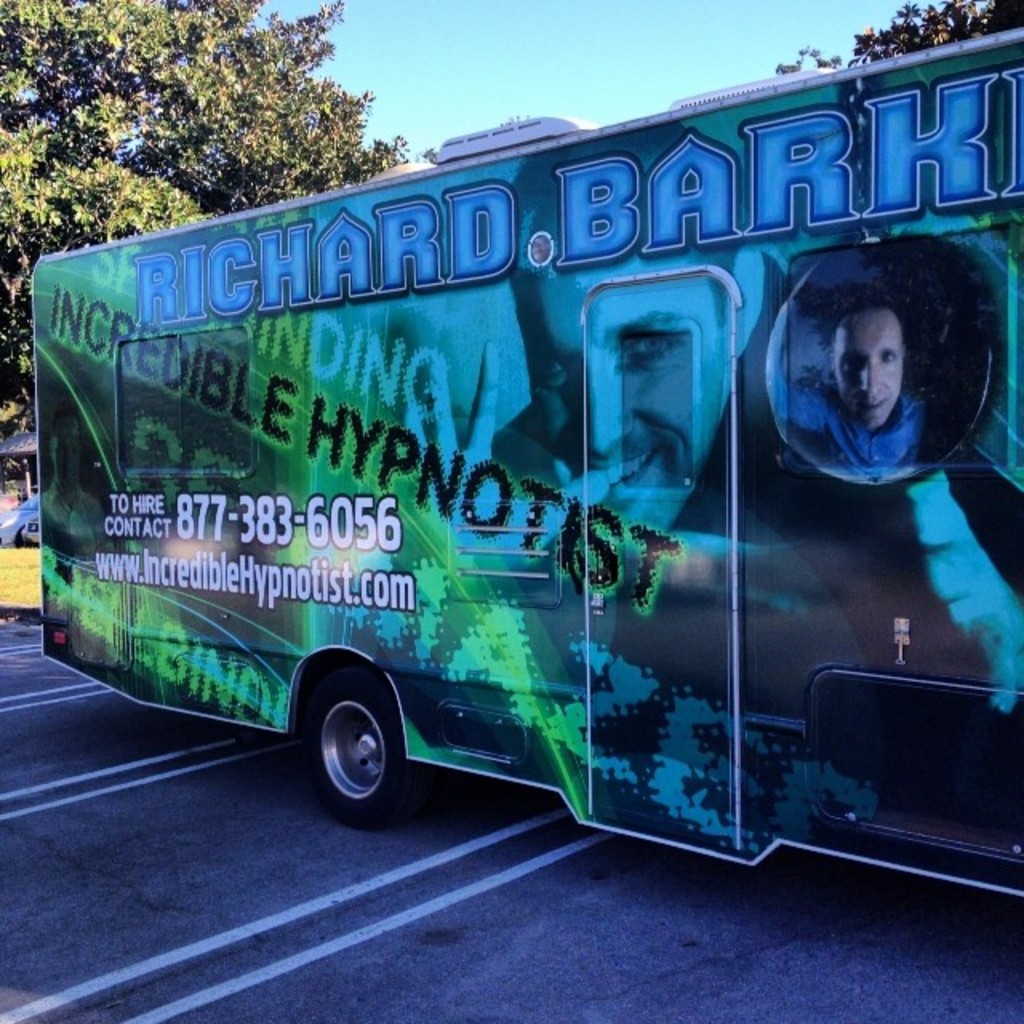 RICHARD BARK
INCREDIBLE HYPNOTIST
TO HIRE
CONTACT 877-383-6056
www.IncredibleHypnotist.com